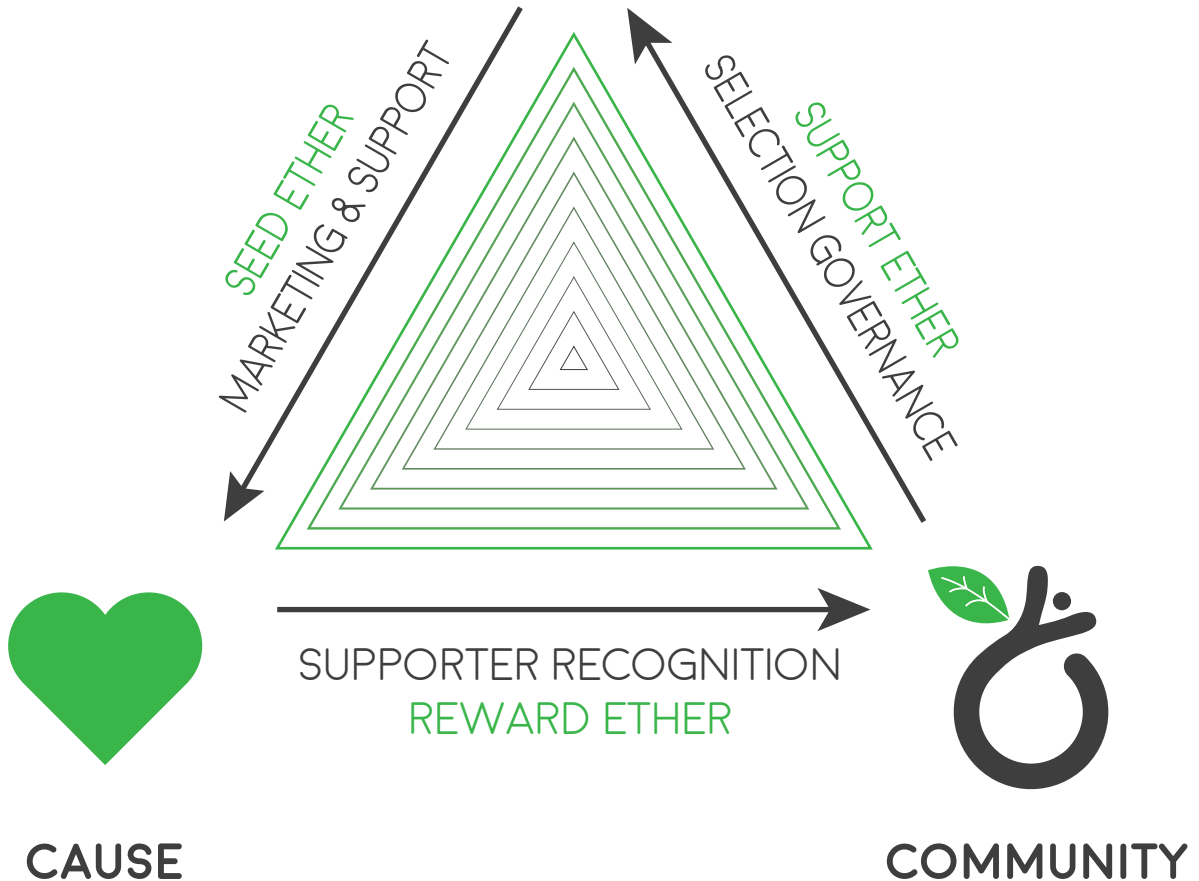 SEED ETHER
MARKETING & SUPPORT
SUPPORT ETHER
SELECTION GOVERNANCE
SUPPORTER RECOGNITION
REWARD ETHER
CAUSE
COMMUNITY